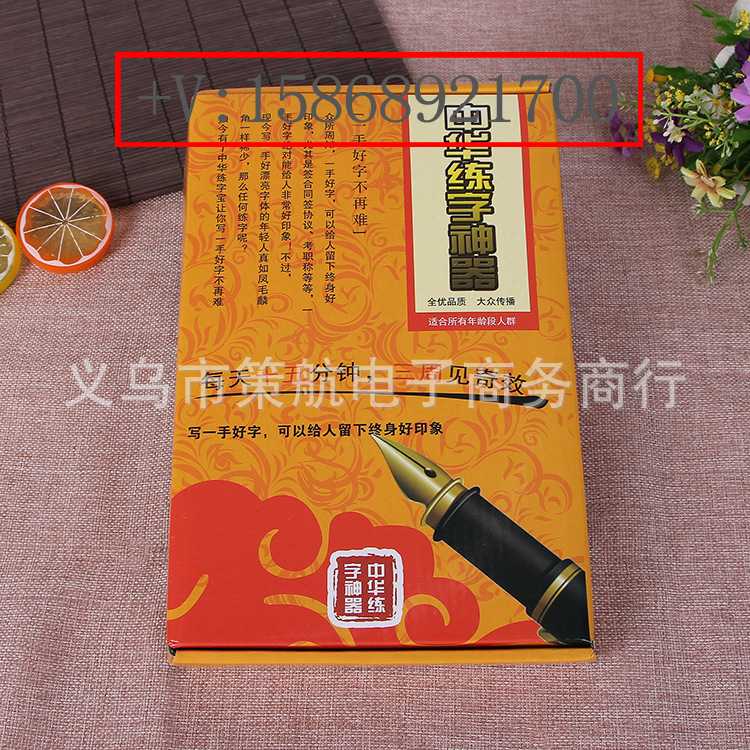 +V:15868921700
中华练字神器
全优品质 大众传播
适合所有年龄段人群
一手好字不再难】
众所周知，一手好字，可以给人留下终身好
印象，尤其是签合同签协议、考职称等等，一
手好字绝对能给人非常好印象！不过，
现今写一手好漂亮字体的年轻人真如凤毛麟
角一样稀少，那么任何练字呢？
●今有了中华练字宝让你写一手好字不再难
每天十五分钟，三周见奇效
义乌市策航电子商务商行
写一手好字，可以给人留下终身好印象
中华练
字神器